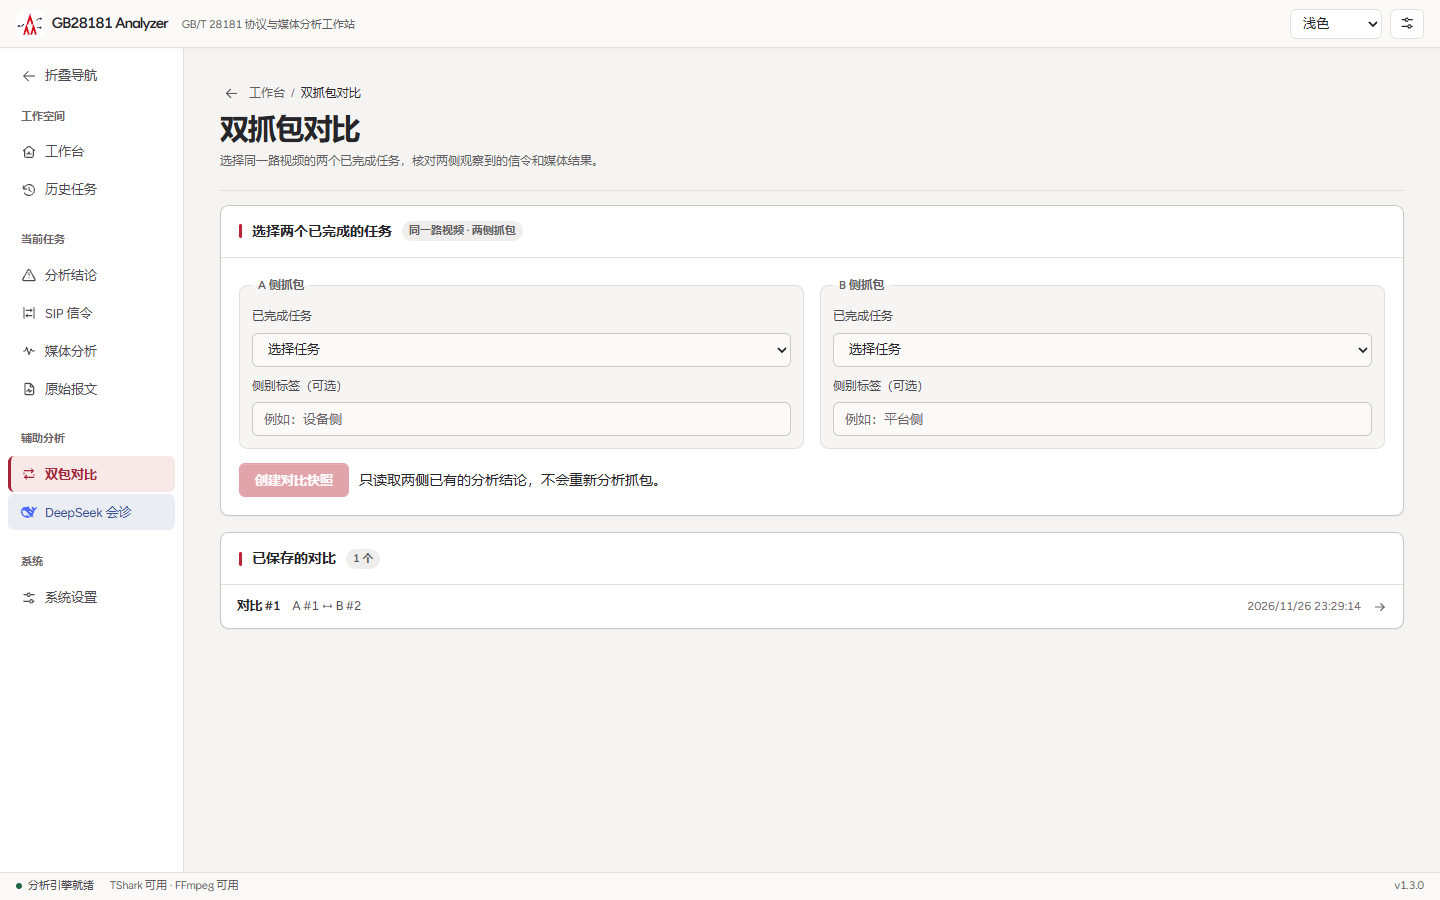 GB28181 Analyzer GB/T 28181 协议与媒体分析工作站 浅色
折叠导航
工作空间
工作台
历史任务
当前任务
分析结论
SIP 信令
媒体分析
原始报文
辅助分析
双包对比
DeepSeek 会诊
系统
系统设置
工作台 / 双抓包对比
双抓包对比
选择同一路视频的两个已完成任务，核对两侧观察到的信令和媒体结果。
选择两个已完成的任务 同一路视频 · 两侧抓包
A 侧抓包
已完成任务
选择任务
侧别标签（可选）
例如：设备侧
B 侧抓包
已完成任务
选择任务
侧别标签（可选）
例如：平台侧
创建对比快照 只读取两侧已有的分析结论，不会重新分析抓包。
已保存的对比 1 个
对比 #1 A #1 ↔ B #2 2026/11/26 23:29:14
分析引擎就绪 TShark 可用 · FFmpeg 可用 v1.3.0